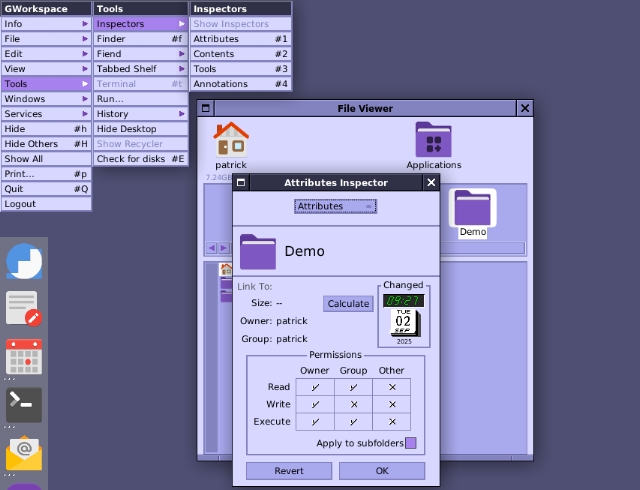 GWorkspace
Info
File
Edit
View
Tools
Windows
Services
Hide #h
Hide Others #H
Show All
Print... #p
Quit #Q
Logout
Tools
Inspectors
Finder #f
Fiend
Tabbed Shelf
Terminal #t
Run...
History
Hide Desktop
Show Recycler
Check for disks #E
Inspectors
Show Inspectors
Attributes #1
Contents #2
Tools #3
Annotations #4
File Viewer
patrick
Applications
7.24GB
Demo
Attributes Inspector
Attributes
Demo
Link To:
Size: --
Calculate
Owner: patrick
Group: patrick
Changed
09:27
TUE
02
SEP
2025
Permissions
Owner Group Other
Read
Write
Execute
Apply to subfolders
Revert
OK